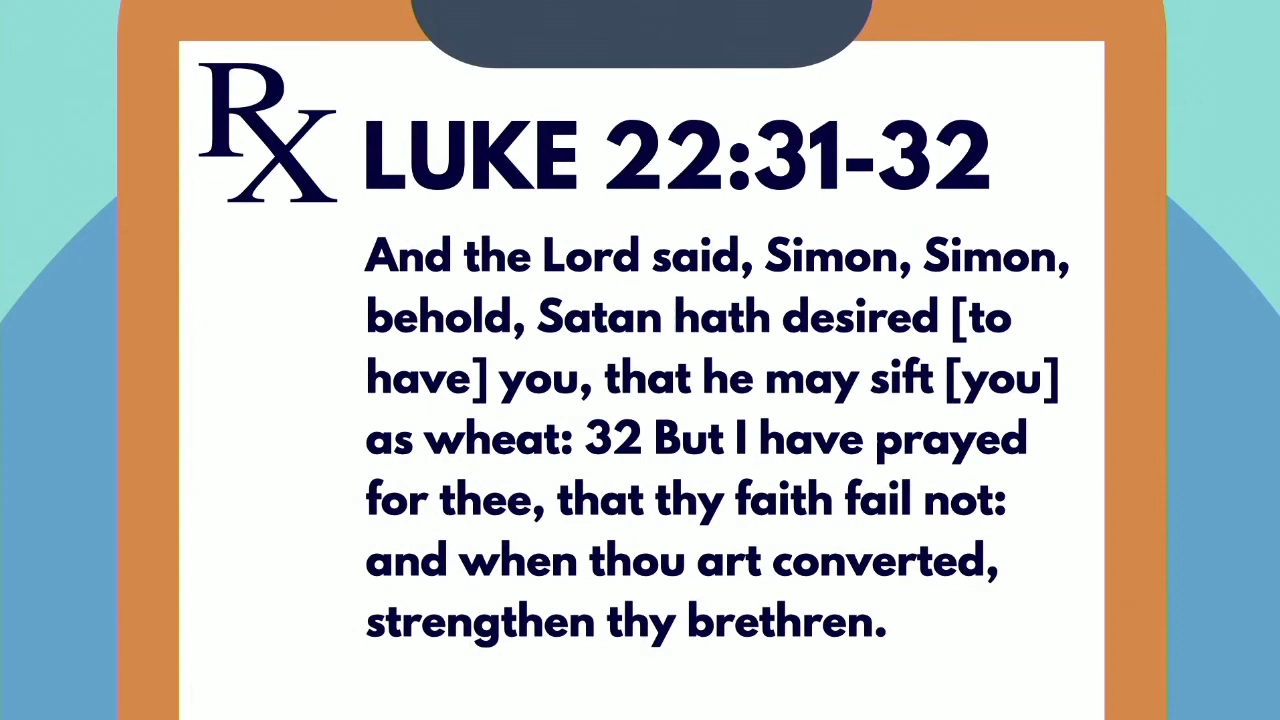 Rx LUKE 22:31-32
And the Lord said, Simon, Simon,
behold, Satan hath desired [to
have] you, that he may sift [you]
as wheat: 32 But I have prayed
for thee, that thy faith fail not:
and when thou art converted,
strengthen thy brethren.